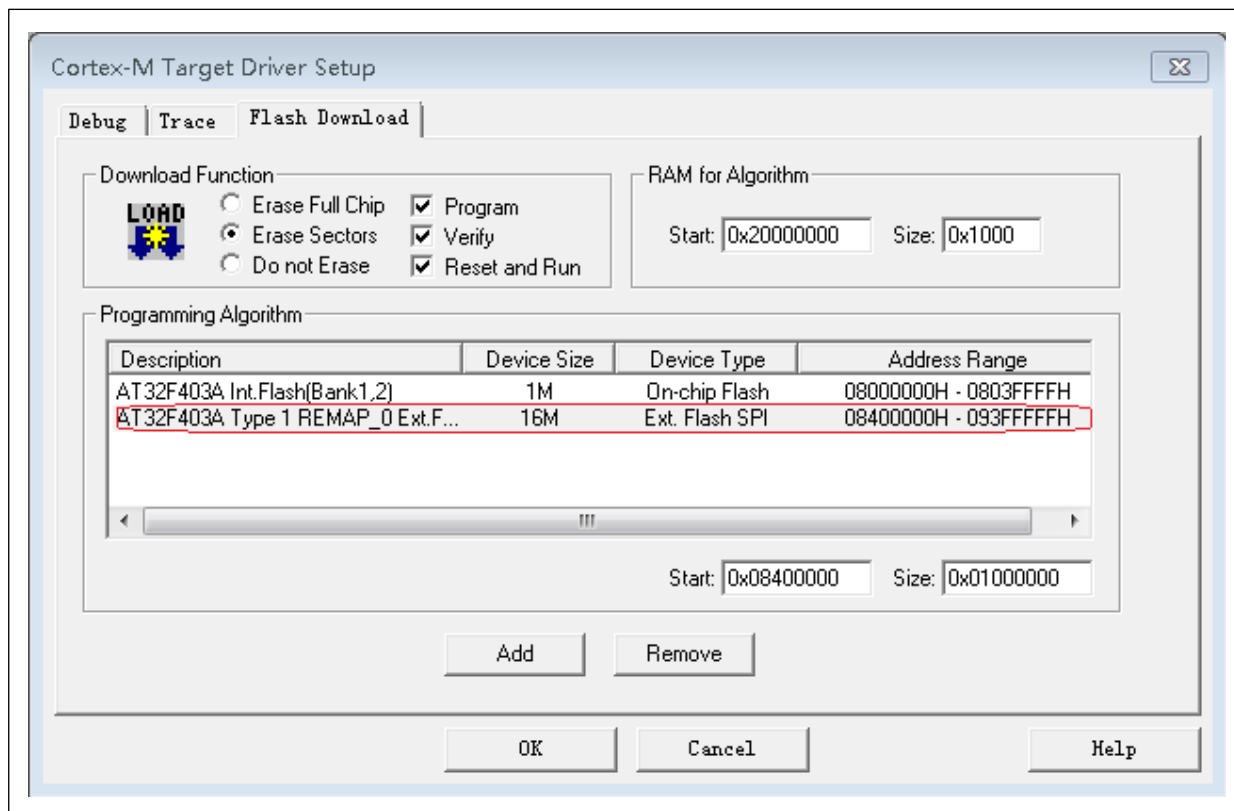 Cortex-M Target Driver Setup
Debug Trace Flash Download
Download Function
LOAD
Erase Full Chip Program
Erase Sectors Verify
Do not Erase Reset and Run
RAM for Algorithm
Start: 0x20000000 Size: 0x1000
Programming Algorithm
Description Device Size Device Type Address Range
AT32F403A Int.Flash(Bank1,2) 1M On-chip Flash 08000000H - 0803FFFFFH
AT32F403A Type 1 REMAP_0 Ext.F... 16M Ext. Flash SPI 08400000H - 093FFFFFH
Start: 0x08400000 Size: 0x01000000
Add Remove
OK Cancel Help